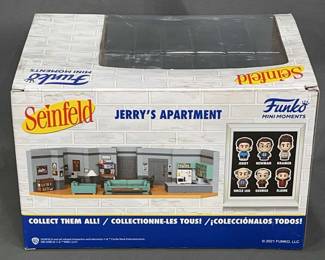 Funko
MINI MOMENTS
Seinfeld
Seinfeld
JERRY'S APARTMENT
Funko
MINI MOMENTS
JERRY NEWMAN KRAMER
UNCLE LEO GEORGE ELAINE
COLLECT THEM ALL! / COLLECTIONNE-LES TOUS! / ¡COLECCIÓNALOS TODOS!
© 2021 FUNKO, LLC